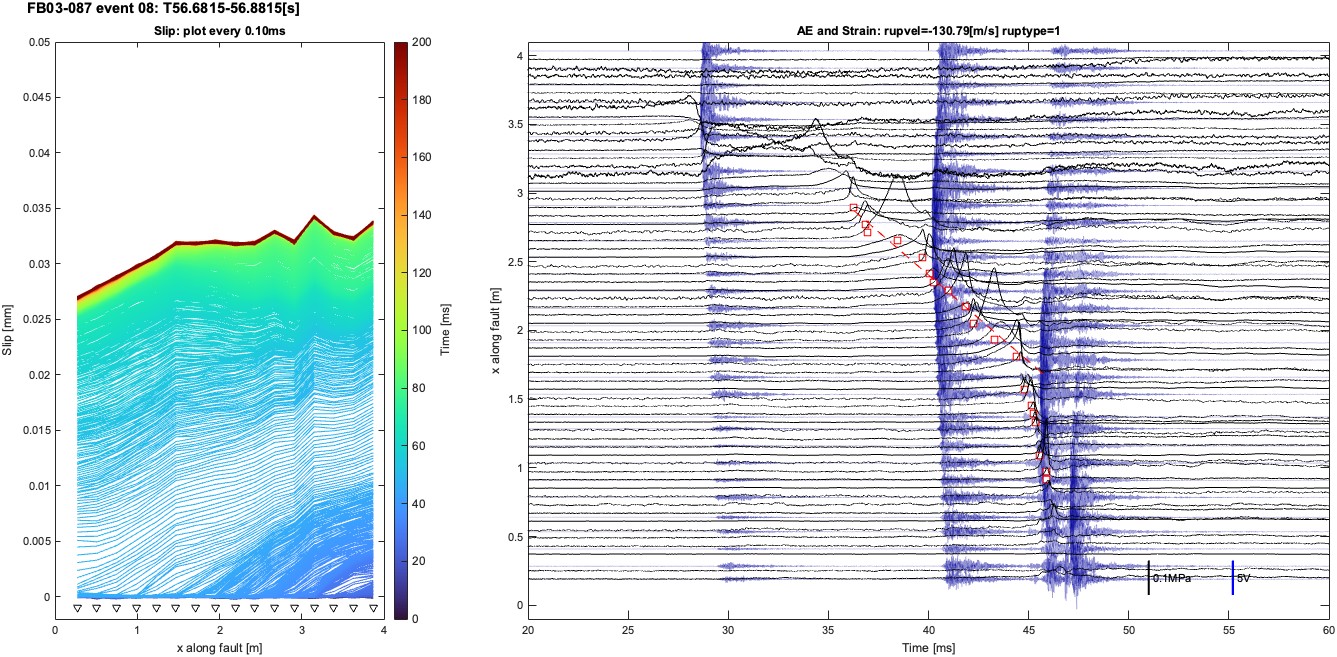 FB03-087 event 08: T56.6815-56.8815[s]
Slip: plot every 0.10ms
0.05
0.045
0.04
0.035
0.03
0.025
0.02
0.015
0.01
0.005
0
Slip [mm]
0 1 2 3 4
x along fault [m]
200
180
160
140
120
100
80
60
40
20
0
Time [ms]
AE and Strain: rupvel=-130.79[m/s] ruptype=1
4
3.5
3
2.5
2
1.5
1
0.5
0
x along fault [m]
0.1MPa
5V
20 25 30 35 40 45 50 55 60
Time [ms]